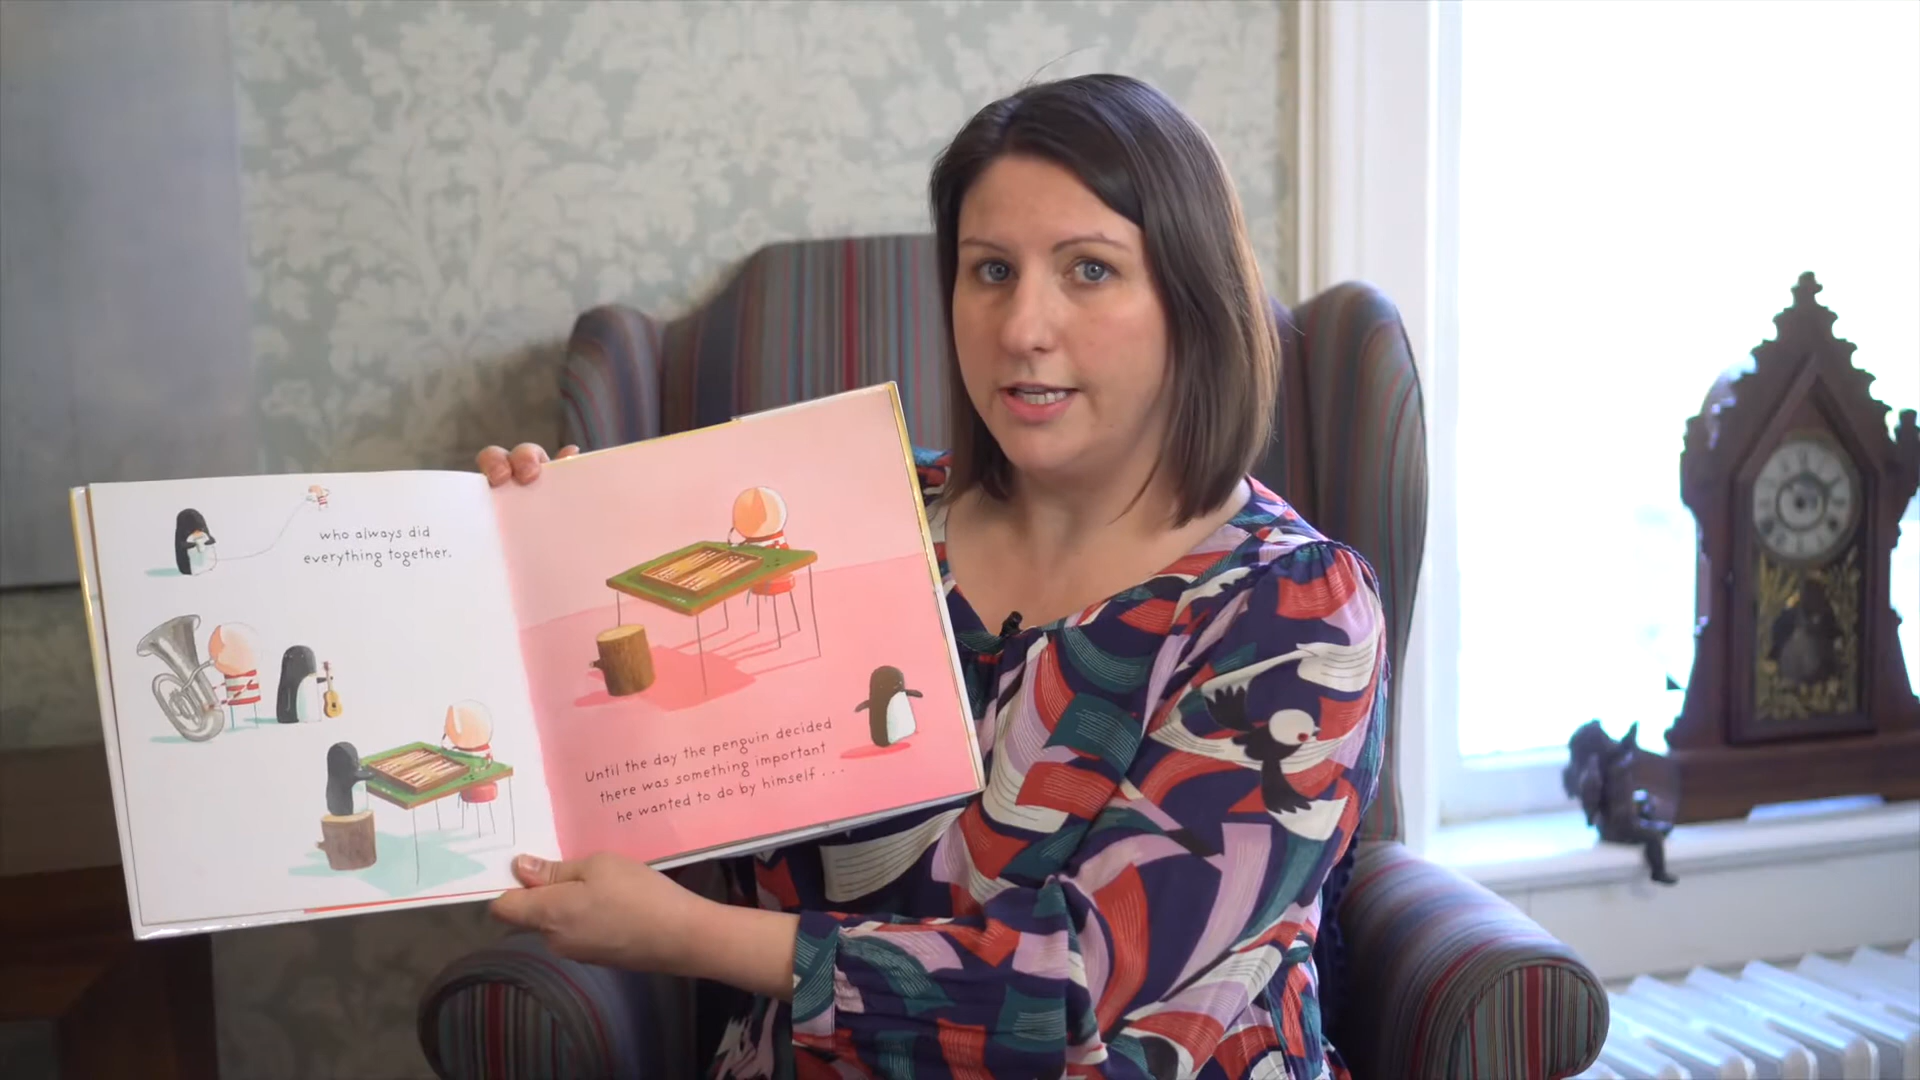 who always did
everything together.
Until the day the penguin decided
there was something important
he wanted to do by himself . . .